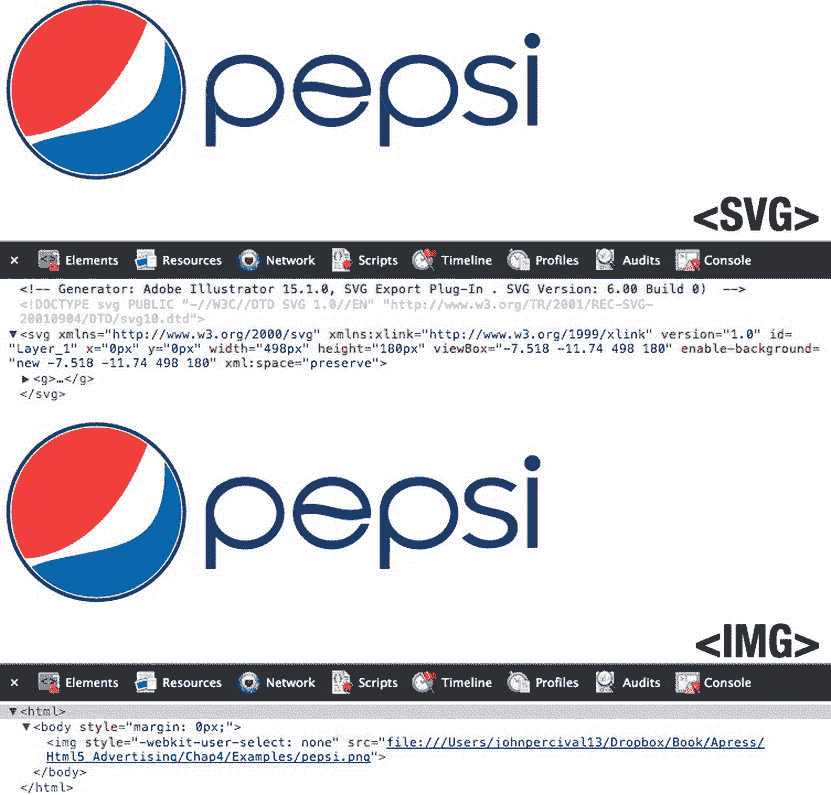 pepsi
<SVG>
× Elements Resources Network Scripts Timeline Profiles Audits Console
<!-- Generator: Adobe Illustrator 15.1.0, SVG Export Plug-In . SVG Version: 6.00 Build 0)  -->
<!DOCTYPE svg PUBLIC "-//W3C//DTD SVG 1.0//EN" "http://www.w3.org/TR/2001/REC-SVG-
20010904/DTD/svg10.dtd">
▼<svg xmlns="http://www.w3.org/2000/svg" xmlns:xlink="http://www.w3.org/1999/xlink" version="1.0" id=
"Layer_1" x="0px" y="0px" width="498px" height="180px" viewBox="-7.518 -11.74 498 180" enable-background=
"new -7.518 -11.74 498 180" xml:space="preserve">
▶<g>…</g>
</svg>
pepsi
<IMG>
× Elements Resources Network Scripts Timeline Profiles Audits Console
▼<html>
▼<body style="margin: 0px;">
<img style="-webkit-user-select: none" src="file:///Users/johnpercival13/Dropbox/Book/Apress/
Html5_Advertising/Chap4/Examples/pepsi.png">
</body>
</html>